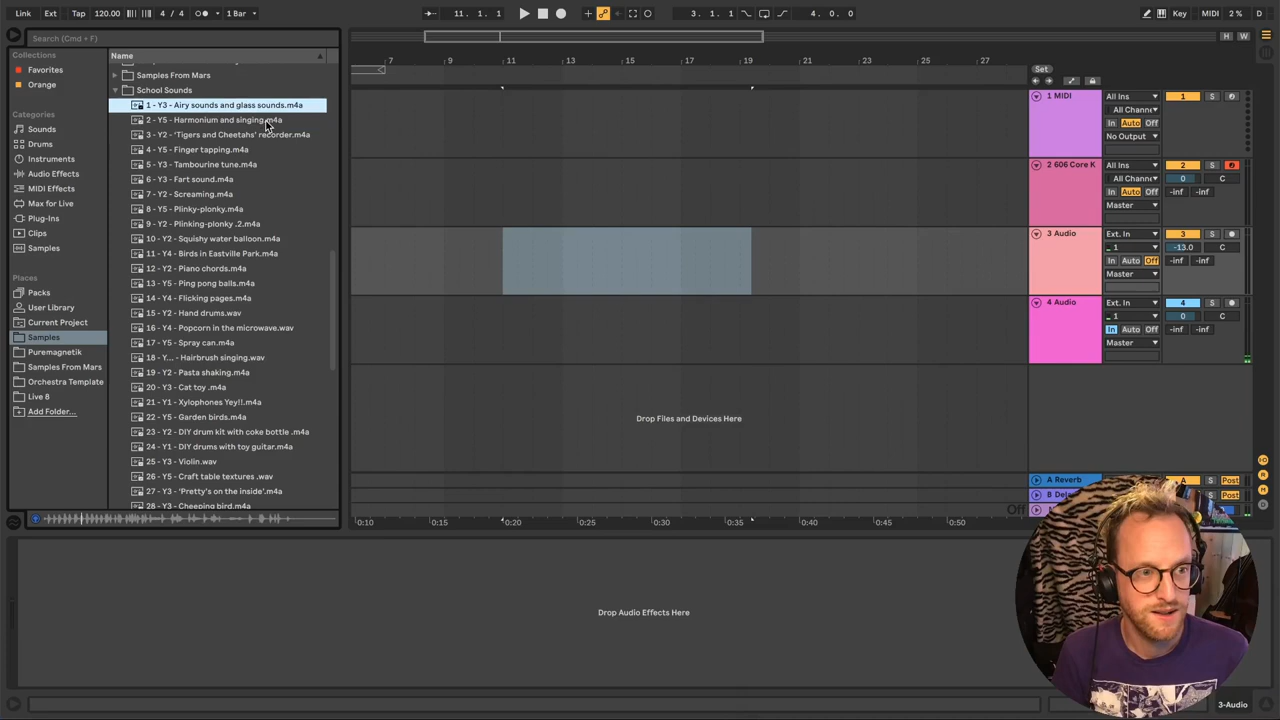 Link Ext Tap 120.00 4 / 4 1 Bar 11. 1. 1 3. 1. 1 4. 0. 0 Key MIDI 2 % D
Search (Cmd + F)
H W
Collections
Favorites
Orange
Categories
Sounds
Drums
Instruments
Audio Effects
MIDI Effects
Max for Live
Plug-Ins
Clips
Samples
Places
Packs
User Library
Current Project
Samples
Puremagnetik
Samples From Mars
Orchestra Template
Live 8
Add Folder...
Name
Samples From Mars
School Sounds
1 - Y3 - Airy sounds and glass sounds.m4a
2 - Y5 - Harmonium and singing.m4a
3 - Y2 - 'Tigers and Cheetahs' recorder.m4a
4 - Y5 - Finger tapping.m4a
5 - Y3 - Tambourine tune.m4a
6 - Y3 - Fart sound.m4a
7 - Y2 - Screaming.m4a
8 - Y5 - Plinky-plonky.m4a
9 - Y2 - Plinking-plonky .2.m4a
10 - Y2 - Squishy water balloon.m4a
11 - Y4 - Birds in Eastville Park.m4a
12 - Y2 - Piano chords.m4a
13 - Y5 - Ping pong balls.m4a
14 - Y4 - Flicking pages.m4a
15 - Y2 - Hand drums.wav
16 - Y4 - Popcorn in the microwave.wav
17 - Y5 - Spray can.m4a
18 - Y... - Hairbrush singing.wav
19 - Y2 - Pasta shaking.m4a
20 - Y3 - Cat toy .m4a
21 - Y1 - Xylophones Yey!!.m4a
22 - Y5 - Garden birds.m4a
23 - Y2 - DIY drum kit with coke bottle .m4a
24 - Y1 - DIY drums with toy guitar.m4a
25 - Y3 - Violin.wav
26 - Y5 - Craft table textures .wav
27 - Y3 - 'Pretty's on the inside'.m4a
28 - Y3 - Cheeping bird.m4a
7 9 11 13 15 17 19 21 23 25 27
Set
1 MIDI All Ins 1 S
All Channe
In Auto Off
No Output
2 606 Core K All Ins 2 S
All Channe 0 C
In Auto Off -inf -inf
Master
3 Audio Ext. In 3 S
1 -13.0 C
In Auto Off -inf -inf
Master
4 Audio Ext. In 4 S
1 0 C
In Auto Off -inf -inf
Master
Drop Files and Devices Here
A Reverb A S Post
B S Post
0:10 0:15 0:20 0:25 0:30 0:35 0:40 0:45 0:50 Off
Drop Audio Effects Here
3-Audio